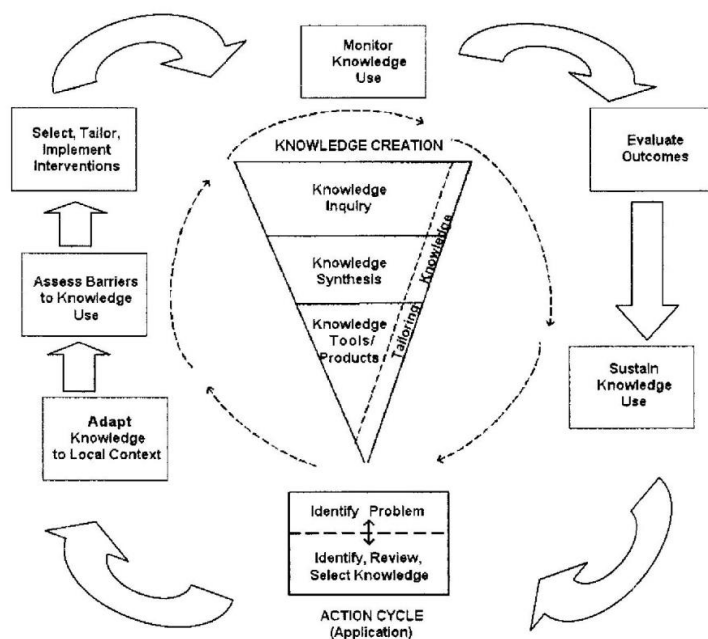 Monitor
Knowledge
Use
Select, Tailor,
Implement
Interventions
Evaluate
Outcomes
KNOWLEDGE CREATION
Knowledge
Inquiry
Knowledge
Synthesis
Knowledge
Tools/
Products
Tailoring Knowledge
Assess Barriers
to Knowledge
Use
Adapt
Knowledge
to Local Context
Sustain
Knowledge
Use
Identify Problem
Identify, Review,
Select Knowledge
ACTION CYCLE
(Application)